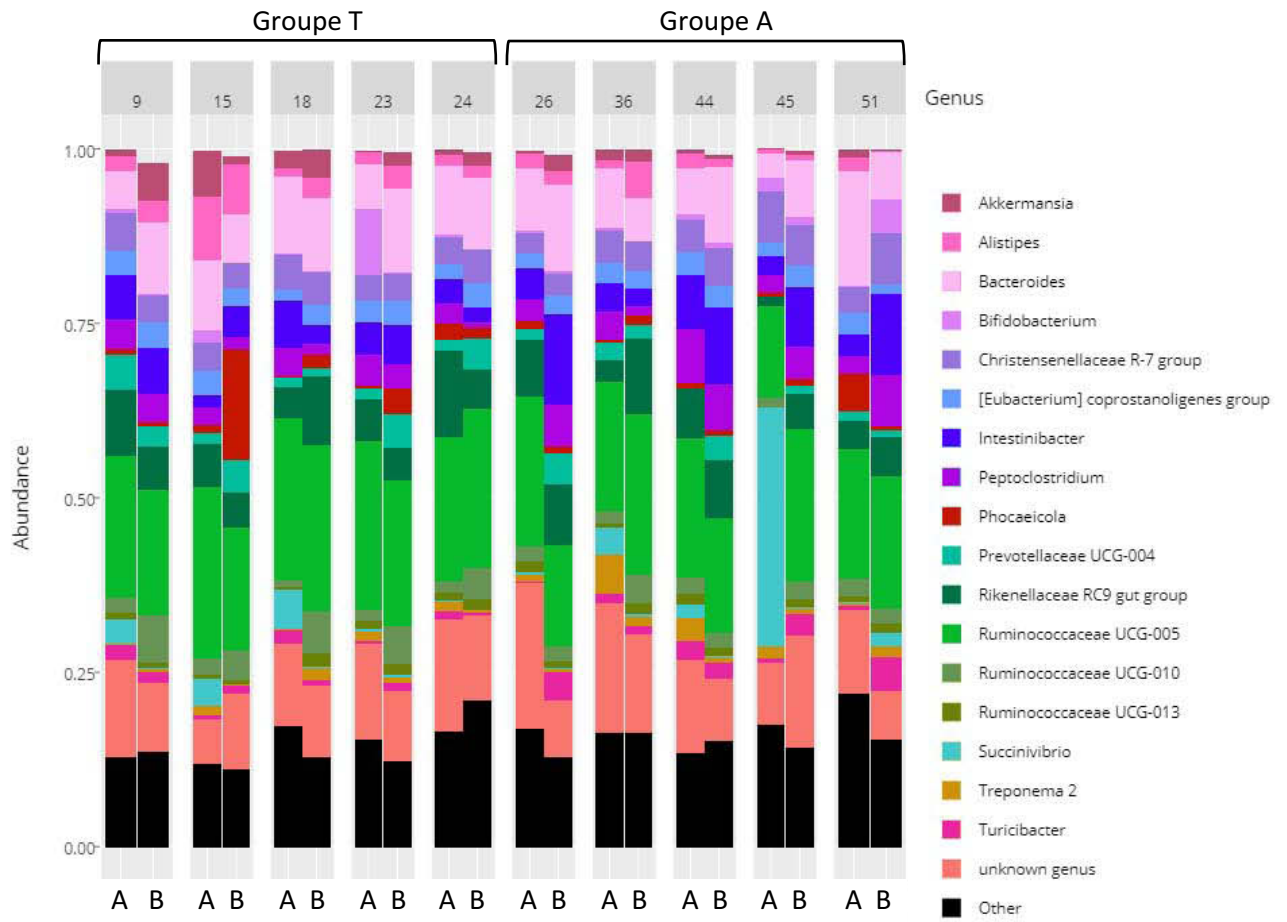 Groupe T Groupe A
9 15 18 23 24 26 36 44 45 51
Genus
1.00
0.75
0.50
0.25
0.00
Abundance
Akkermansia
Alistipes
Bacteroides
Bifidobacterium
Christensenellaceae R-7 group
[Eubacterium] coprostanoligenes group
Intestinibacter
Peptoclostridium
Phocaeicola
Prevotellaceae UCG-004
Rikenellaceae RC9 gut group
Ruminococcaceae UCG-005
Ruminococcaceae UCG-010
Ruminococcaceae UCG-013
Succinivibrio
Treponema 2
Turicibacter
unknown genus
Other
A B A B A B A B A B A B A B A B A B A B